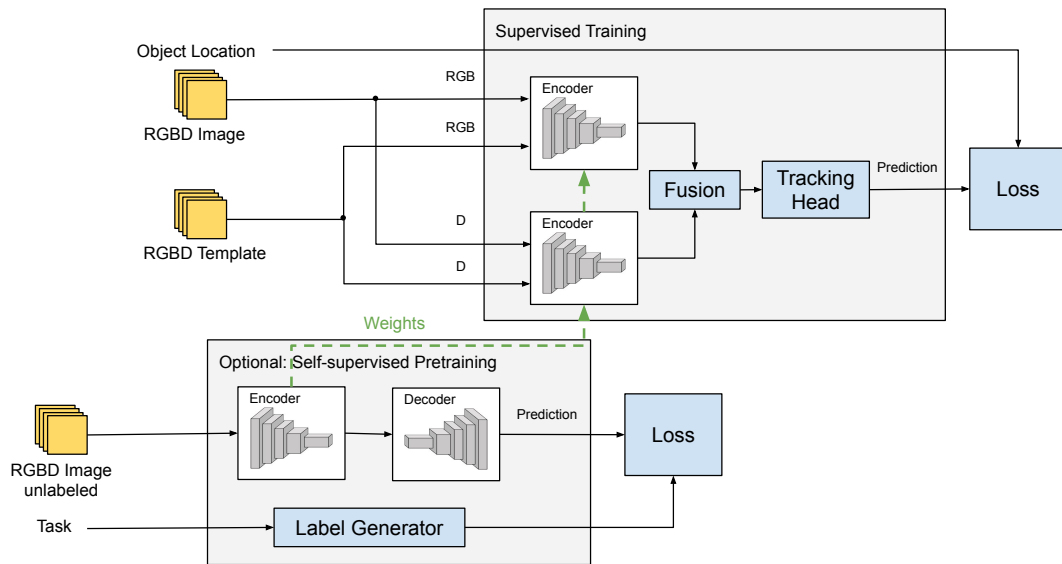 Supervised Training
Object Location
RGB
Encoder
RGBD Image
RGB
Fusion
Tracking
Head
Prediction
Loss
RGBD Template
D
Encoder
D
Weights
Optional: Self-supervised Pretraining
Encoder
Decoder
Prediction
Loss
RGBD Image
unlabeled
Task
Label Generator